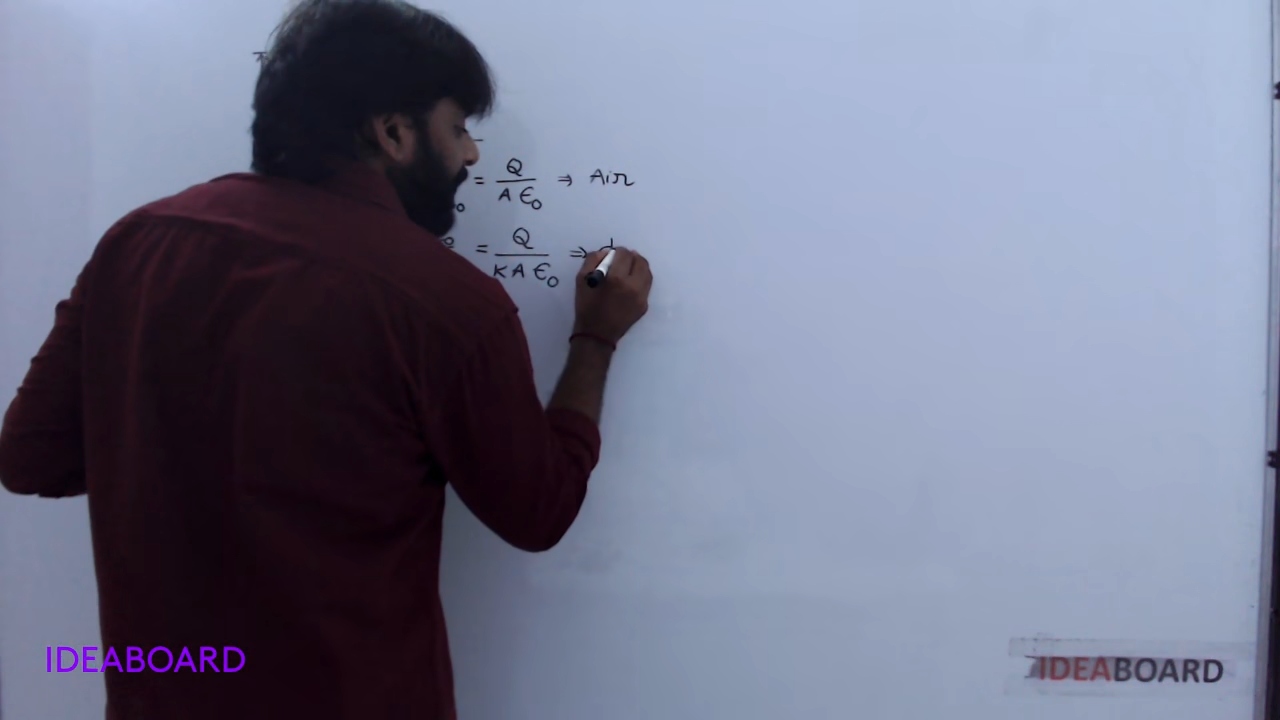 = Q / A ϵ₀ ⇒ Air
= Q / K A ϵ₀ ⇒ d
IDEABOARD
IDEABOARD